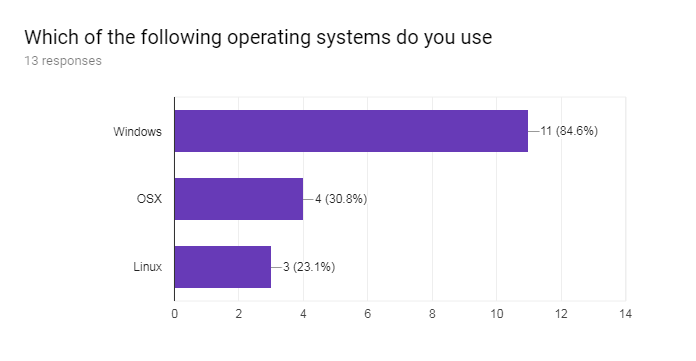 Which of the following operating systems do you use
13 responses
Windows
11 (84.6%)
OSX
4 (30.8%)
Linux
3 (23.1%)
0 2 4 6 8 10 12 14